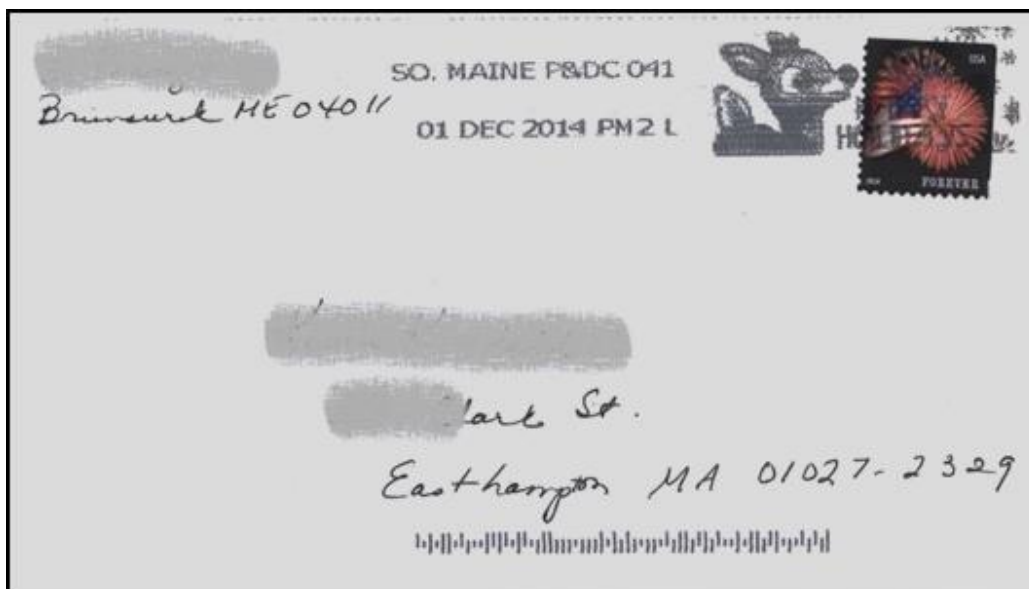 Brunswick ME 04011
SO. MAINE P&DC 041
01 DEC 2014 PM 2 L
USA
FOREVER
St.
Easthampton MA 01027-2329